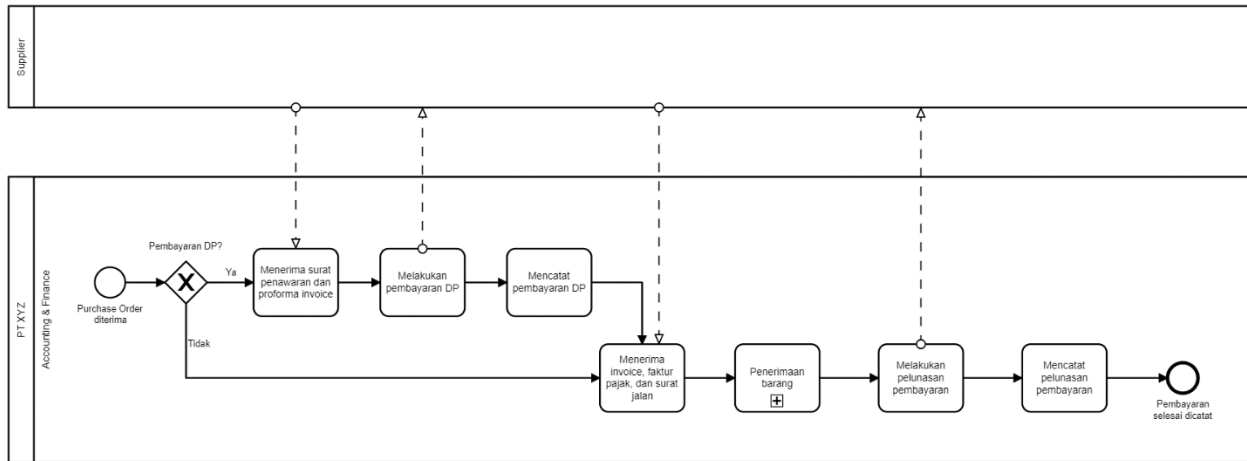 Supplier
PT XYZ
Accounting & Finance
Pembayaran DP?
Purchase Order
diterima
Ya
Tidak
Menerima surat
penawaran dan
proforma invoice
Melakukan
pembayaran DP
Mencatat
pembayaran DP
Menerima
invoice, faktur
pajak, dan surat
jalan
Penerimaan
barang
Melakukan
pelunasan
pembayaran
Mencatat
pelunasan
pembayaran
Pembayaran
selesai dicatat